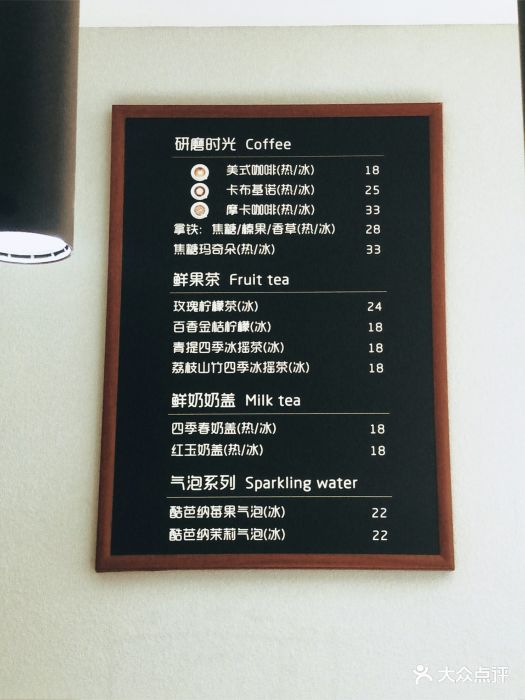 研磨时光 Coffee
美式咖啡(热/冰) 18
卡布基诺(热/冰) 25
摩卡咖啡(热/冰) 33
拿铁：焦糖/榛果/香草(热/冰) 28
焦糖玛奇朵(热/冰) 33
鲜果茶 Fruit tea
玫瑰柠檬茶(冰) 24
百香金桔柠檬(冰) 18
青提四季冰摇茶(冰) 18
荔枝山竹四季冰摇茶(冰) 18
鲜奶奶盖 Milk tea
四季春奶盖(热/冰) 18
红玉奶盖(热/冰) 18
气泡系列 Sparkling water
酷芭纳莓果气泡(冰) 22
酷芭纳茉莉气泡(冰) 22
大众点评